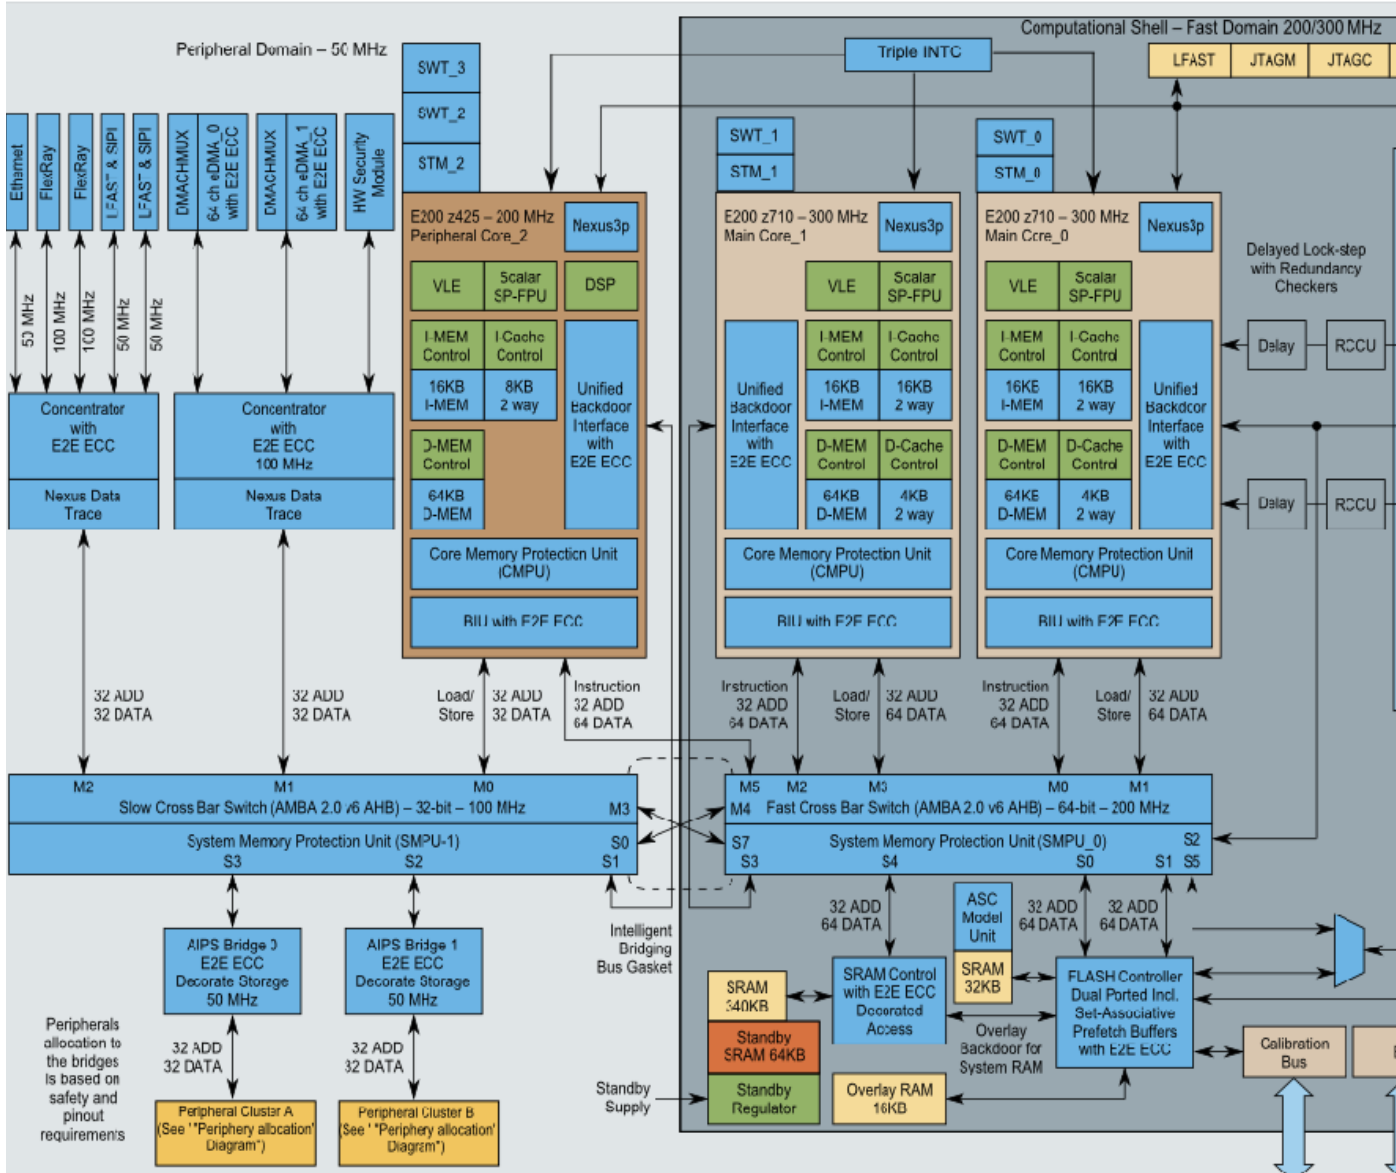 Computational Shell – Fast Domain 200/300 MHz
Peripheral Domain – 50 MHz
SWT_3
SWT_2
STM_2
Triple INTC
LFAST
JTAGM
JTAGC
Ethernet
FlexRay
FlexRay
LFAST & SIPI
LFAST & SIPI
DMACHMUX
64 ch eDMA_0
with E2E ECC
DMACHMUX
64 ch eDMA_1
with E2E ECC
HW Security
Module
SWT_1
STM_1
SWT_0
STM_0
50 MHz
100 MHz
100 MHz
50 MHz
50 MHz
E200 z425 – 200 MHz
Peripheral Core_2
Nexus3p
VLE
Scalar
SP-FPU
DSP
I-MEM
Control
I-Cache
Control
16KB
I-MEM
8KB
2 way
Unified
Backdoor
Interface
with
E2E ECC
D-MEM
Control
64KB
D-MEM
Core Memory Protection Unit
(CMPU)
BIU with E2E ECC
E200 z710 – 300 MHz
Main Core_1
Nexus3p
VLE
Scalar
SP-FPU
Unified
Backdoor
Interface
with
E2E ECC
I-MEM
Control
I-Cache
Control
16KB
I-MEM
16KB
2 way
D-MEM
Control
D-Cache
Control
64KB
D-MEM
4KB
2 way
Core Memory Protection Unit
(CMPU)
BIU with E2E ECC
E200 z710 – 300 MHz
Main Core_0
Nexus3p
VLE
Scalar
SP-FPU
I-MEM
Control
I-Cache
Control
16KB
I-MEM
16KB
2 way
D-MEM
Control
D-Cache
Control
64KB
D-MEM
4KB
2 way
Unified
Backdoor
Interface
with
E2E ECC
Core Memory Protection Unit
(CMPU)
BIU with E2E ECC
Delayed Lock-step
with Redundancy
Checkers
Delay
RCCU
Delay
RCCU
Concentrator
with
E2E ECC
Nexus Data
Trace
Concentrator
with
E2E ECC
100 MHz
Nexus Data
Trace
32 ADD
32 DATA
32 ADD
32 DATA
Load/
Store
32 ADD
32 DATA
Instruction
32 ADD
64 DATA
Instruction
32 ADD
64 DATA
Load/
Store
32 ADD
64 DATA
Instruction
32 ADD
64 DATA
Load/
Store
32 ADD
64 DATA
M2
M1
M0
Slow Cross Bar Switch (AMBA 2.0 v6 AHB) – 32-bit – 100 MHz
M3
System Memory Protection Unit (SMPU-1)
S0
S3
S2
S1
M5
M2
M3
M0
M1
M4
Fast Cross Bar Switch (AMBA 2.0 v6 AHB) – 64-bit – 200 MHz
S7
System Memory Protection Unit (SMPU_0)
S2
S3
S4
S0
S1
S5
Intelligent
Bridging
Bus Gasket
AIPS Bridge 0
E2E ECC
Decorate Storage
50 MHz
AIPS Bridge 1
E2E ECC
Decorate Storage
50 MHz
32 ADD
32 DATA
32 ADD
32 DATA
Peripherals
allocation to
the bridges
is based on
safety and
pinout
requirements
Peripheral Cluster A
(See '"Periphery allocation'
Diagram")
Peripheral Cluster B
(See '"Periphery allocation'
Diagram")
32 ADD
64 DATA
ASC
Model
Unit
SRAM
32KB
32 ADD
64 DATA
32 ADD
64 DATA
SRAM
340KB
Standby
SRAM 64KB
Standby
Regulator
Standby
Supply
SRAM Control
with E2E ECC
Decorated
Access
Overlay
Backdoor for
System RAM
Overlay RAM
16KB
FLASH Controller
Dual Ported Incl.
Set-Associative
Prefetch Buffers
with E2E ECC
Calibration
Bus